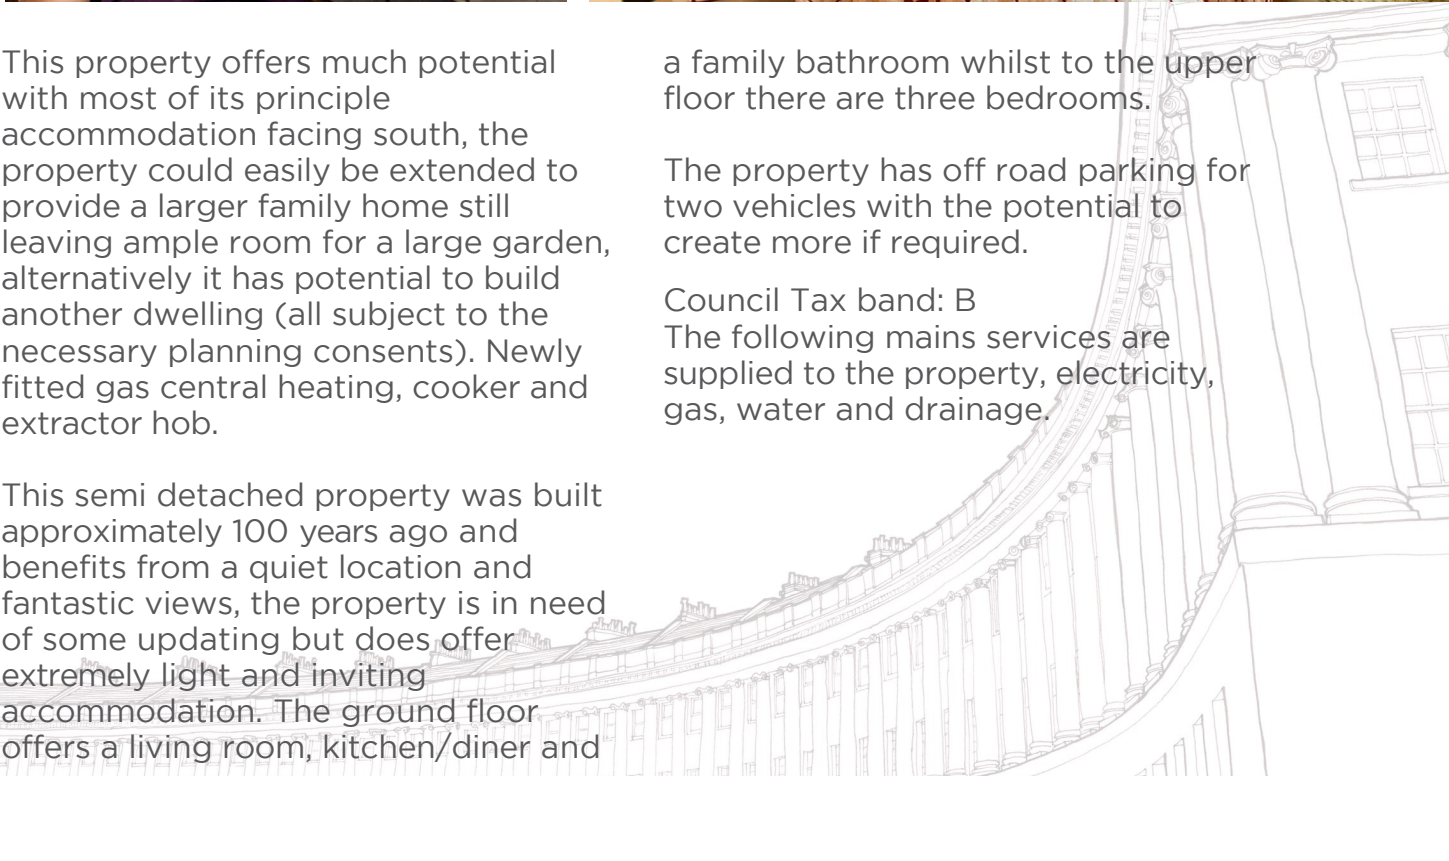 This property offers much potential
with most of its principle
accommodation facing south, the
property could easily be extended to
provide a larger family home still
leaving ample room for a large garden,
alternatively it has potential to build
another dwelling (all subject to the
necessary planning consents). Newly
fitted gas central heating, cooker and
extractor hob.
This semi detached property was built
approximately 100 years ago and
benefits from a quiet location and
fantastic views, the property is in need
of some updating but does offer
extremely light and inviting
accommodation. The ground floor
offers a living room, kitchen/diner and
a family bathroom whilst to the upper
floor there are three bedrooms.
The property has off road parking for
two vehicles with the potential to
create more if required.
Council Tax band: B
The following mains services are
supplied to the property, electricity,
gas, water and drainage.